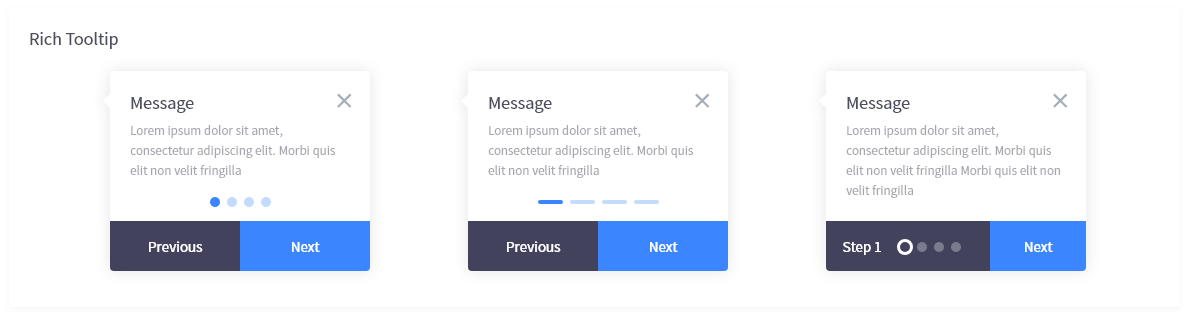 Rich Tooltip
Message
Lorem ipsum dolor sit amet,
consectetur adipiscing elit. Morbi quis
elit non velit fringilla
Previous
Next
Message
Lorem ipsum dolor sit amet,
consectetur adipiscing elit. Morbi quis
elit non velit fringilla
Previous
Next
Message
Lorem ipsum dolor sit amet,
consectetur adipiscing elit. Morbi quis
elit non velit fringilla Morbi quis elit non
velit fringilla
Step 1
Next